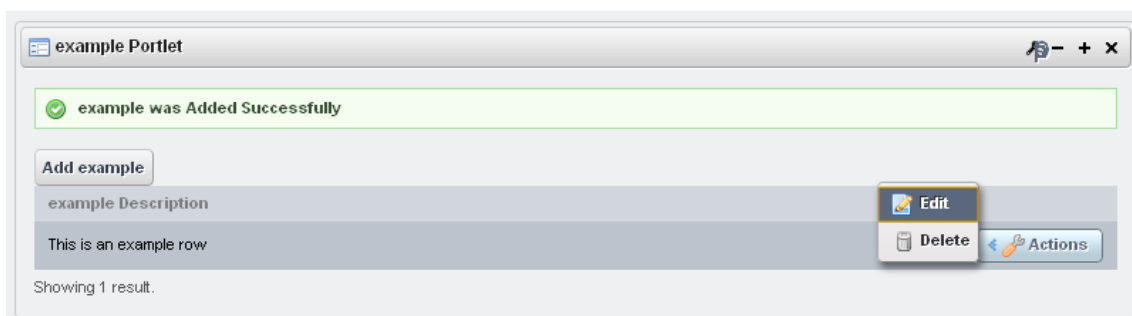 example Portlet
example was Added Successfully
Add example
example Description
Edit
This is an example row
Delete
Actions
Showing 1 result.